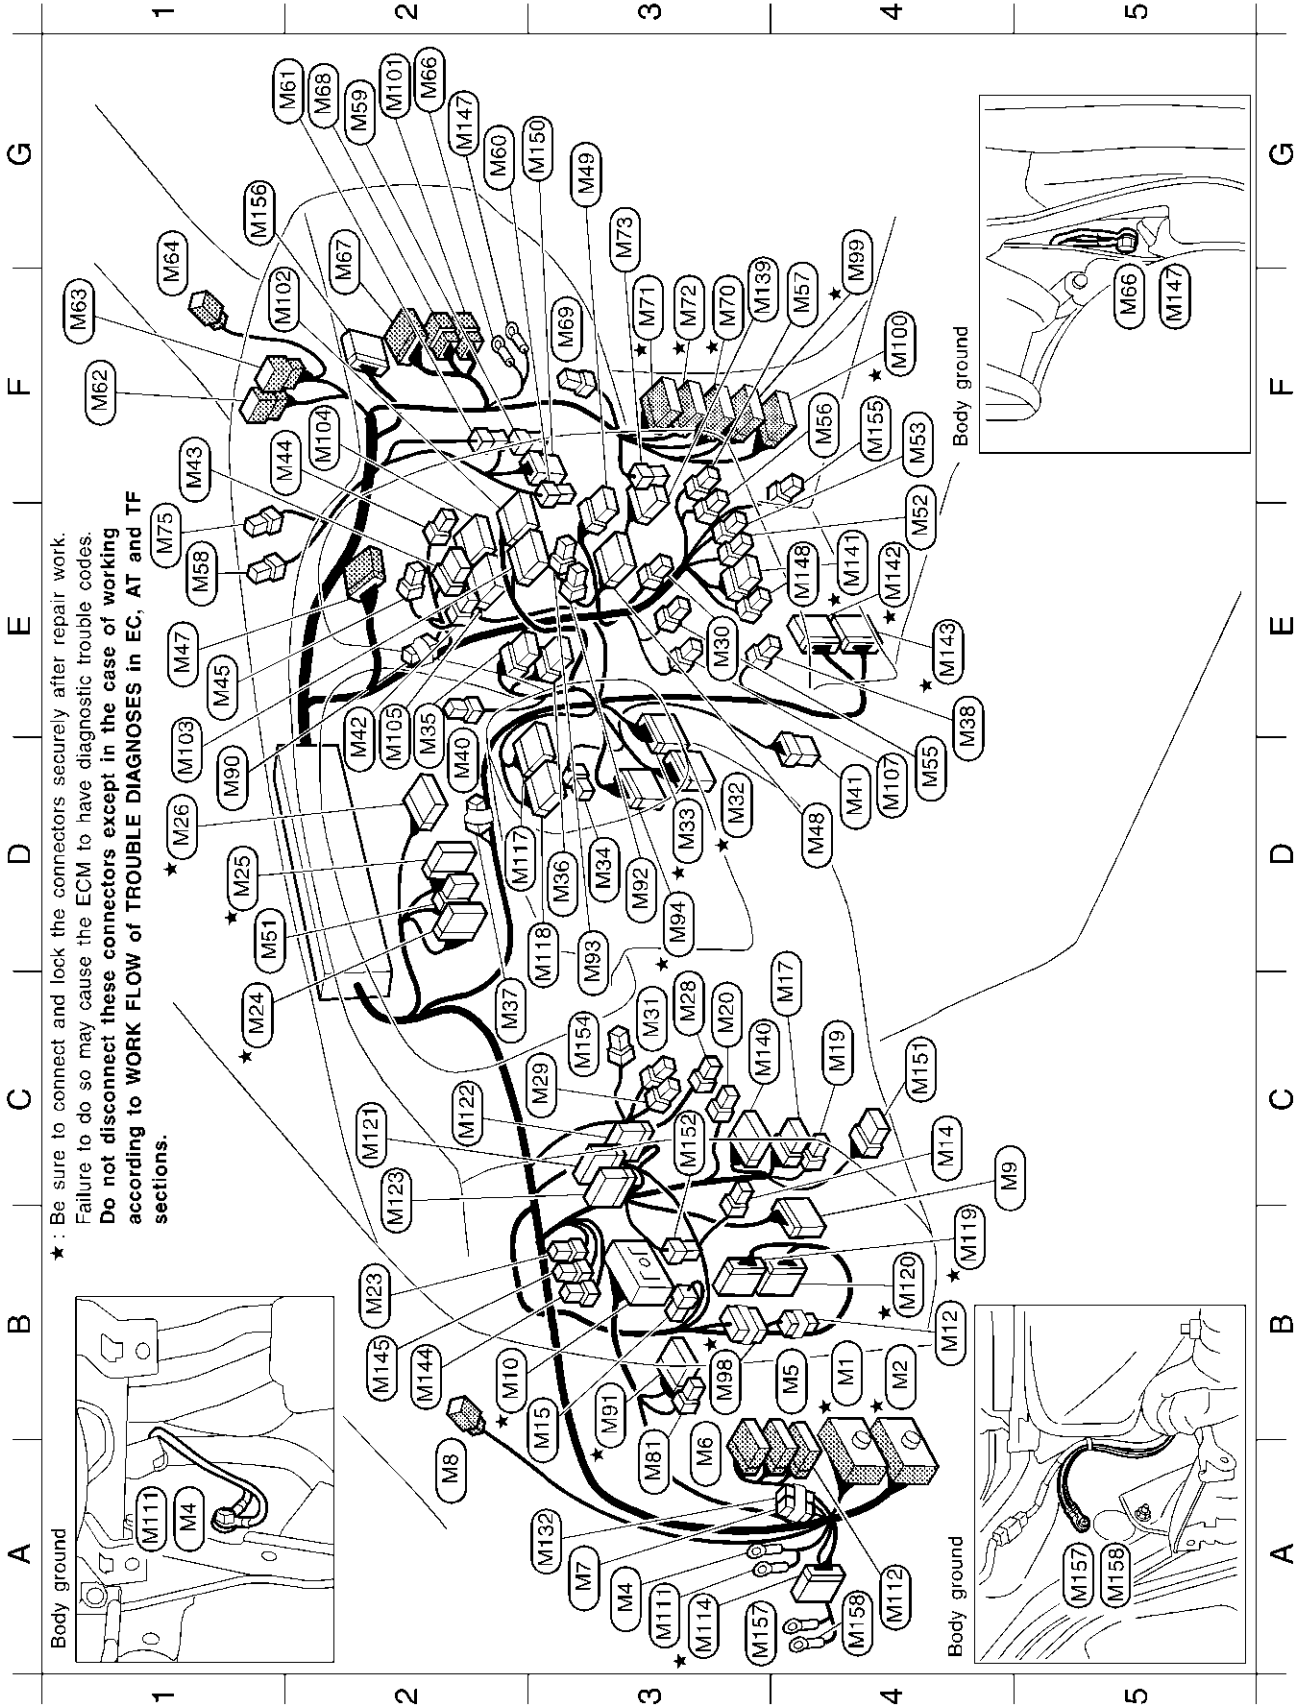 ★ : Be sure to connect and lock the connectors securely after repair work.
Failure to do so may cause the ECM to have diagnostic trouble codes.
Do not disconnect these connectors except in the case of working
according to WORK FLOW of TROUBLE DIAGNOSES in EC, AT and TF
sections.
A
B
C
D
E
F
G
1
2
3
4
5
Body ground
M111
M4
M8
M132
M7
M4
M111
★ M114
M157
M158
M112
M145
M144
M23
★ M10
M15
★ M91
M81
M6
M98
M5
★ M1
★ M2
M12
★ M120
★ M119
M9
M14
M121
M123
M122
M29
M154
M31
M28
M20
M152
M140
M17
M19
M151
★ M24
M51
★ M25
★ M26
M37
M118
M117
M93
M36
M34
M92
★ M94
★ M33
★ M32
M90
M103
M45
M47
M58
M75
M42
M105
M35
M40
M43
M44
M104
M62
M63
M64
M102
M156
M67
M61
M68
M59
M101
M66
M147
M60
M150
M49
M69
M73
★ M71
★ M72
★ M70
M139
M57
★ M99
★ M100
M56
M155
M53
M52
M148
★ M141
★ M142
★ M143
M30
M38
M55
M107
M41
M48
Body ground
M66
M147
Body ground
M157
M158
A
B
C
D
E
F
G
1
2
3
4
5